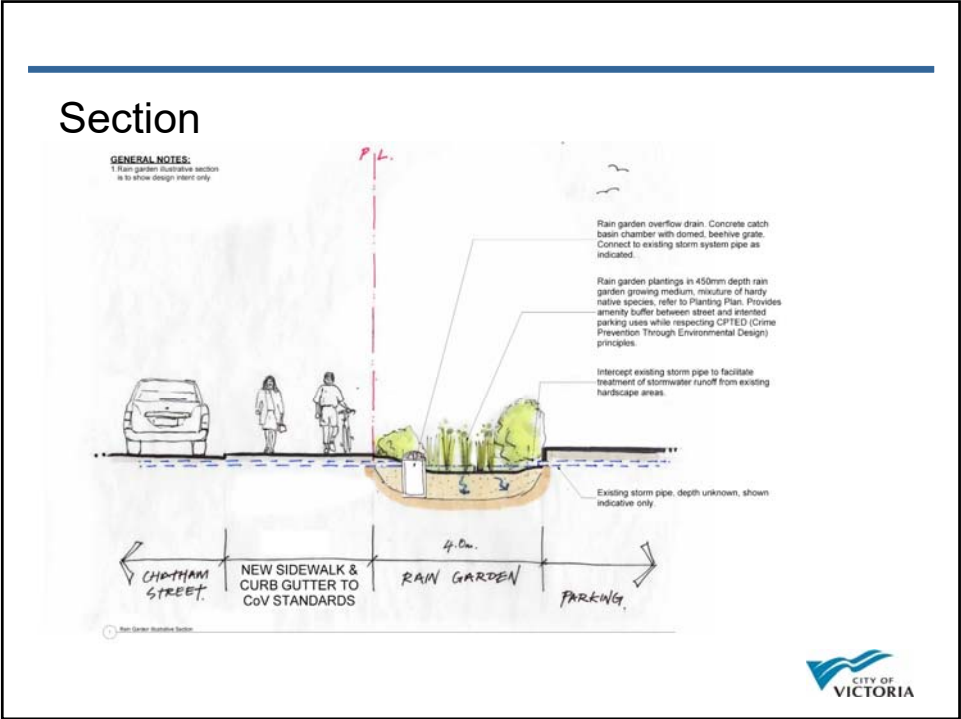 Section
GENERAL NOTES:
1. Rain garden illustrative section
is to show design intent only
P L.
Rain garden overflow drain. Concrete catch
basin chamber with domed, beehive grate.
Connect to existing storm system pipe as
indicated.
Rain garden plantings in 450mm depth rain
garden growing medium, mixuture of hardy
native species, refer to Planting Plan. Provides
amenity buffer between street and intented
parking uses while respecting CPTED (Crime
Prevention Through Environmental Design)
principles.
Intercept existing storm pipe to facilitate
treatment of stormwater runoff from existing
hardscape areas.
Existing storm pipe, depth unknown, shown
indicative only.
CHATHAM
STREET.
NEW SIDEWALK &
CURB GUTTER TO
CoV STANDARDS
4.0m.
RAIN GARDEN
PARKING.
Rain Garden Illustrative Section
CITY OF
VICTORIA